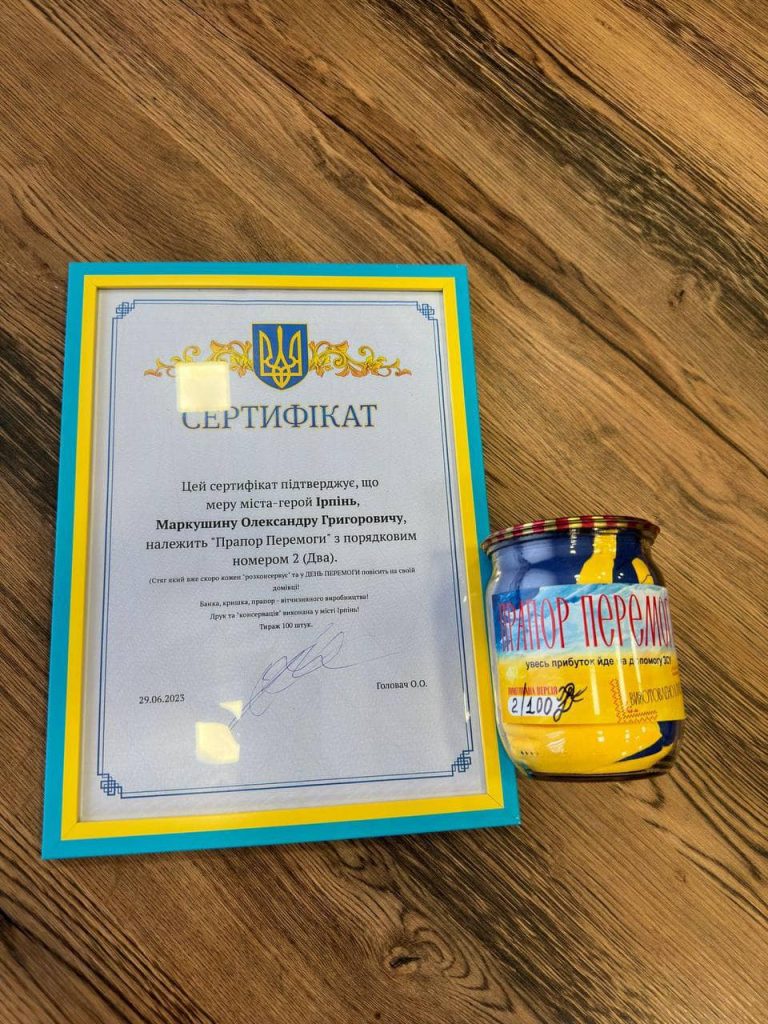 СЕРТИФІКАТ
Цей сертифікат підтверджує, що
меру міста-герой Ірпінь,
Маркушину Олександру Григоровичу,
належить "Прапор Перемоги" з порядковим
номером 2 (Два).
(Стяг який вже скоро кожен "розконсервує" та у ДЕНЬ ПЕРЕМОГИ повісить на своїй
домівці!
Банка, кришка, прапор - вітчизняного виробництва!
Друк та "консервація" виконана у місті Ірпінь!
Тираж 100 штук.
29.06.2023
Головач О.О.
ПРАПОР ПЕРЕМОГ
увесь прибуток йде на допомогу ЗСУ
ВЕРСІЯ
2/100